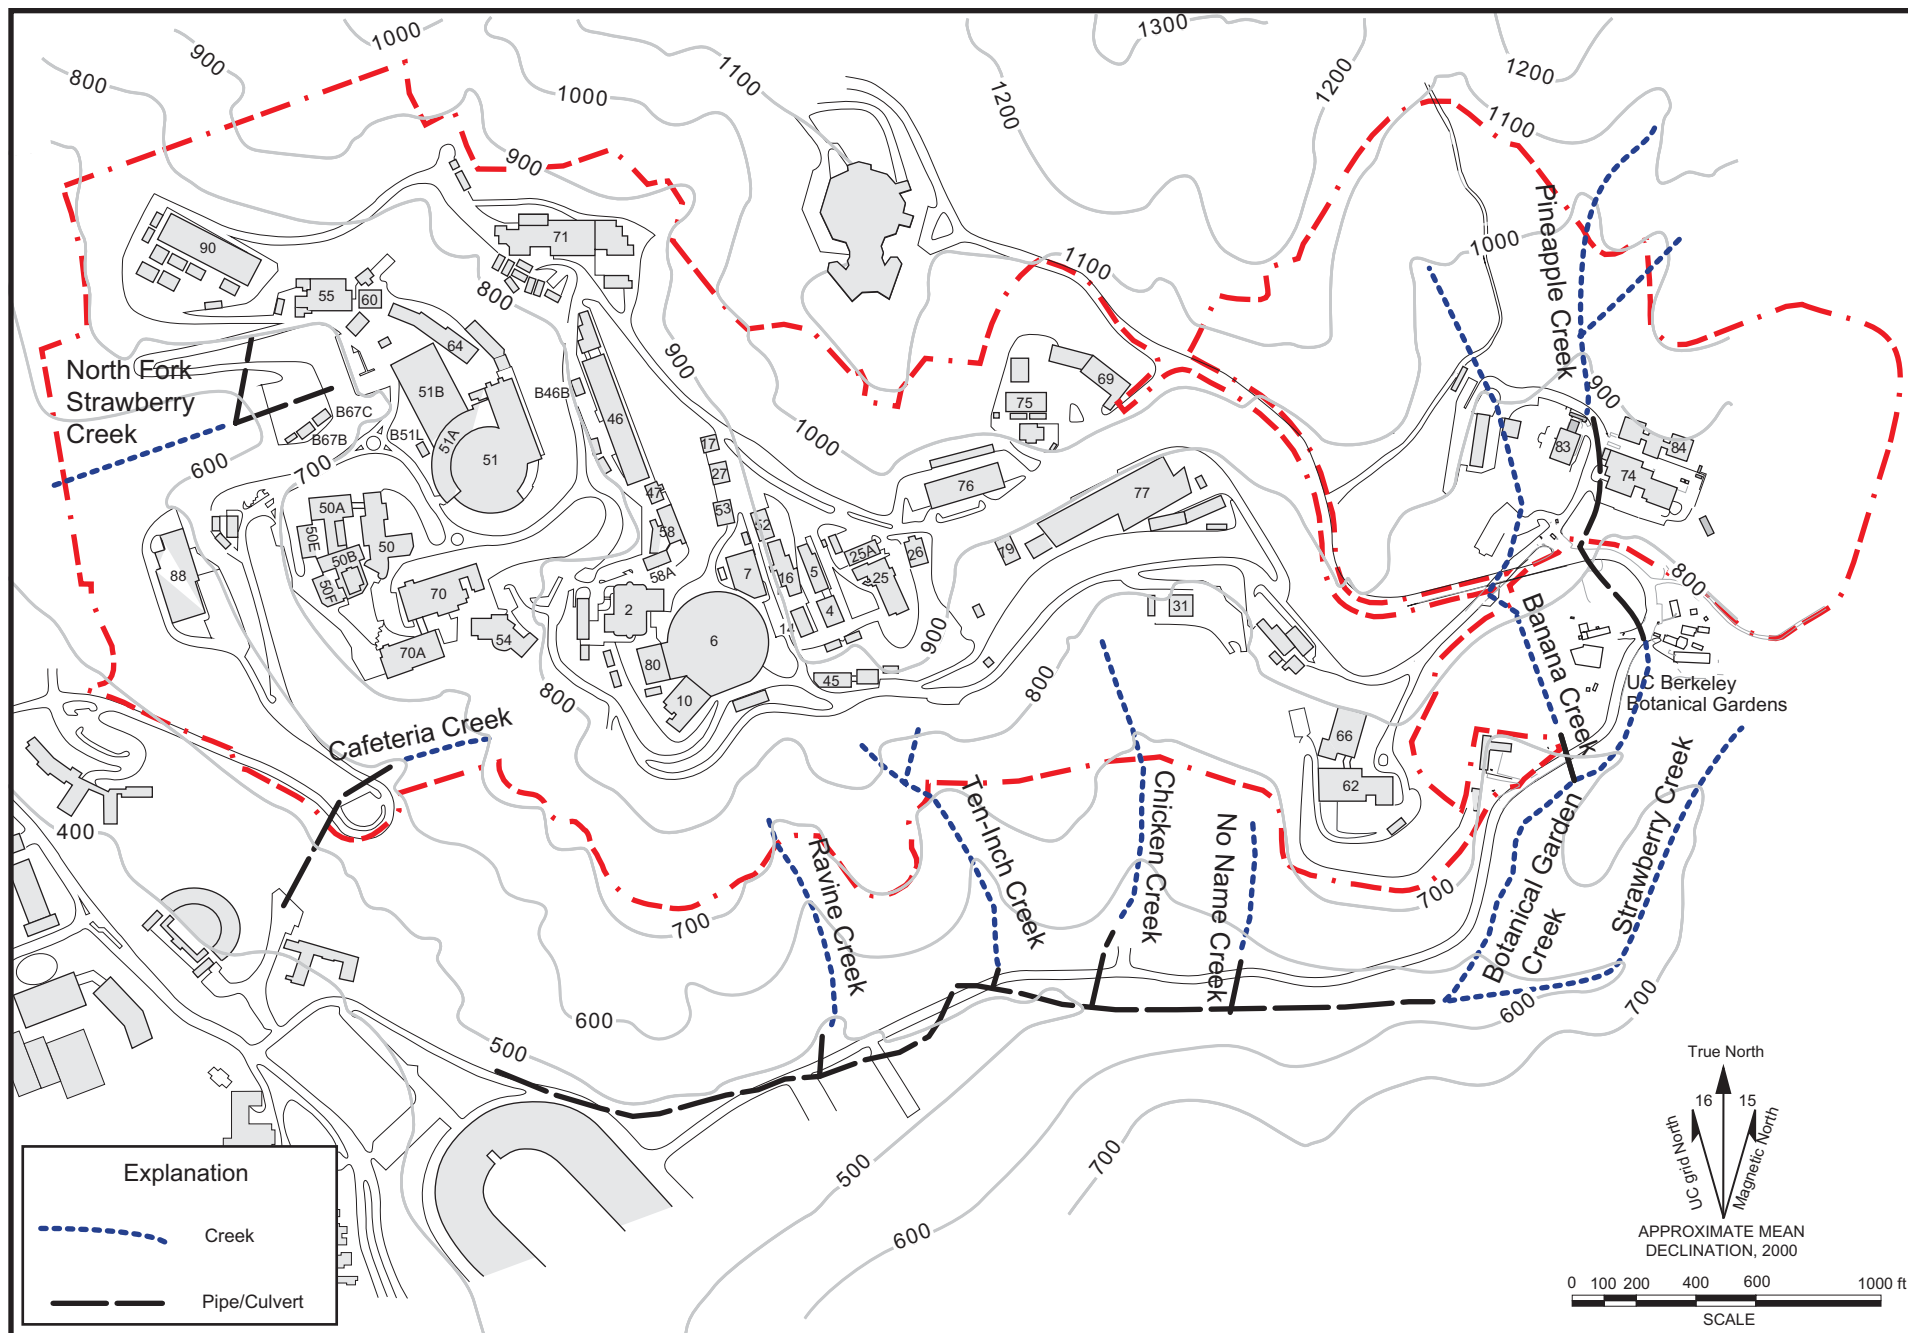 1300
1000
900
800
1100
1000
1200
1200
1200
1100
900
Pineapple Creek
1000
1100
90
71
55
60
800
64
900
69
75
1000
900
North Fork
Strawberry
Creek
51B
B46B
46
B67C
B67B
B51L
51A
51
17
27
83
84
74
600
700
76
77
47
53
50A
50E
50B
50
50F
58
52
58A
7
16
5
25A
25
26
79
88
70
70A
54
2
6
14
4
31
800
Banana Creek
80
10
45
900
800
800
UC Berkeley
Botanical Gardens
Cafeteria Creek
66
62
400
Ravine Creek
Ten-Inch Creek
Chicken Creek
No Name Creek
700
700
Botanical Garden
Creek
Strawberry Creek
600
500
600
700
500
600
700
True North
16
15
UC grid North
Magnetic North
APPROXIMATE MEAN
DECLINATION, 2000
0 100 200 400 600 1000 ft
SCALE
Explanation
Creek
Pipe/Culvert